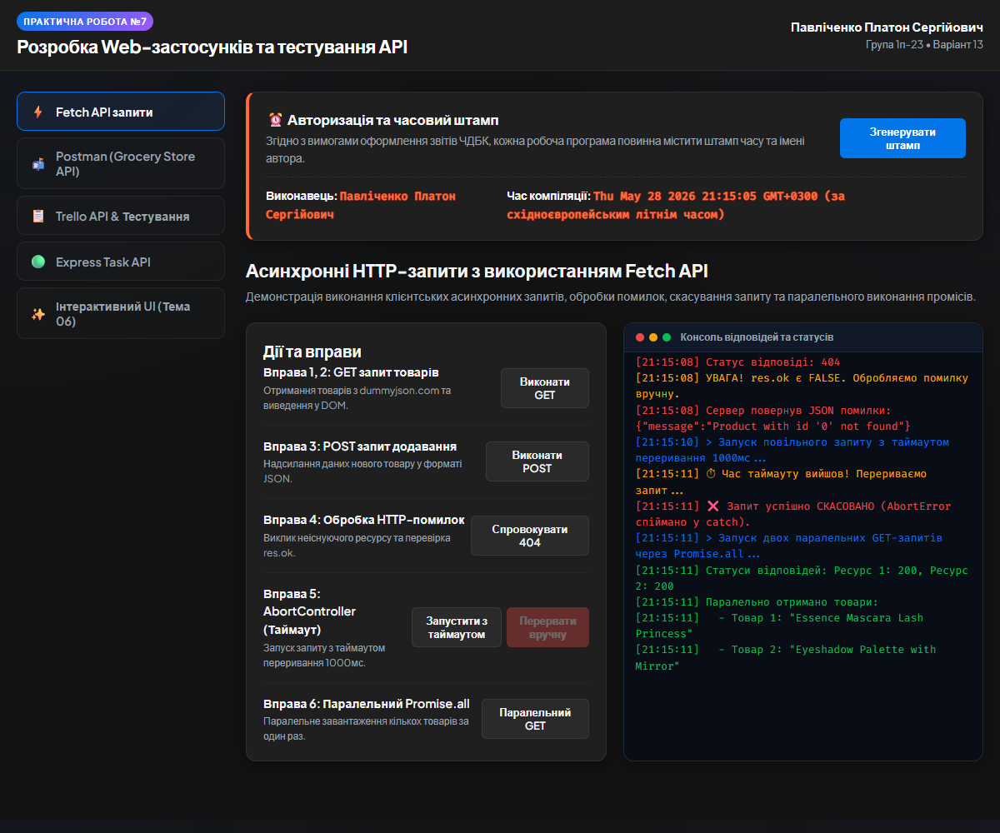 ПРАКТИЧНА РОБОТА №7
Розробка Web-застосунків та тестування API
Павліченко Платон Сергійович
Група 1п-23 • Варіант 13
Fetch API запити
Postman (Grocery Store
API)
Trello API & Тестування
Express Task API
Інтерактивний UI (Тема
06)
Авторизація та часовий штамп
Згідно з вимогами оформлення звітів ЧДБК, кожна робоча програма повинна містити штамп часу та імені
автора.
Згенерувати
штамп
Виконавець: Павліченко Платон
Сергійович
Час компіляції: Thu May 28 2026 21:15:05 GMT+0300 (за
східноєвропейським літнім часом)
Асинхронні HTTP-запити з використанням Fetch API
Демонстрація виконання клієнтських асинхронних запитів, обробки помилок, скасування запиту та паралельного виконання промісів.
Дії та вправи
Вправа 1, 2: GET запит товарів
Отримання товарів з dummyjson.com та
виведення у DOM.
Виконати
GET
Вправа 3: POST запит додавання
Надсилання даних нового товару у форматі
JSON.
Виконати
POST
Вправа 4: Обробка HTTP-помилок
Виклик неіснуючого ресурсу та перевірка
res.ok.
Спровокувати
404
Вправа 5:
AbortController
(Таймаут)
Запуск запиту з таймаутом
переривання 1000мс.
Запустити з
таймаутом
Перервати
вручну
Вправа 6: Паралельний Promise.all
Паралельне завантаження кількох товарів за
один раз.
Паралельний
GET
Консоль відповідей та статусів
[21:15:08] Статус відповіді: 404
[21:15:08] УВАГА! res.ok є FALSE. Обробляємо помилку
вручну.
[21:15:08] Сервер повернув JSON помилки:
{"message":"Product with id '0' not found"}
[21:15:10] > Запуск повільного запиту з таймаутом
переривання 1000мс...
[21:15:11] ⏱ Час таймауту вийшов! Перериваємо
запит...
[21:15:11] ❌ Запит успішно СКАСОВАНО (AbortError
спіймано у catch).
[21:15:11] > Запуск двох паралельних GET-запитів
через Promise.all...
[21:15:11] Статуси відповідей: Ресурс 1: 200, Ресурс
2: 200
[21:15:11] Паралельно отримано товари:
[21:15:11]   - Товар 1: "Essence Mascara Lash
Princess"
[21:15:11]   - Товар 2: "Eyeshadow Palette with
Mirror"